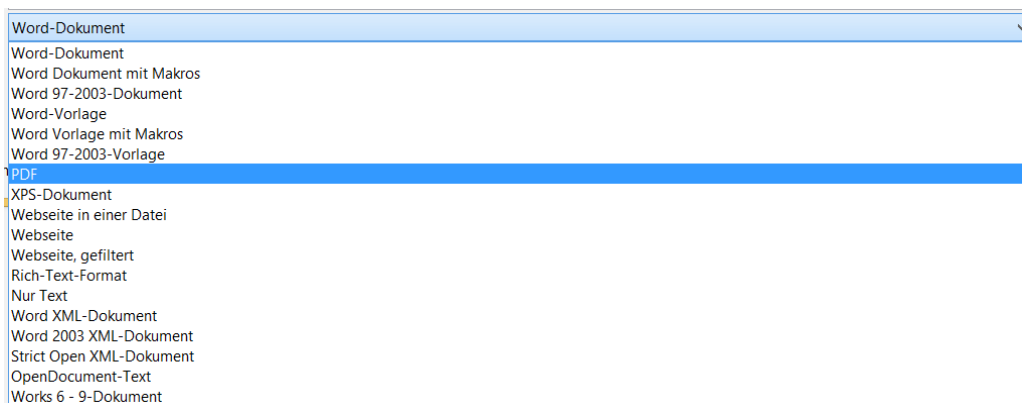 Word-Dokument
Word-Dokument
Word Dokument mit Makros
Word 97-2003-Dokument
Word-Vorlage
Word Vorlage mit Makros
Word 97-2003-Vorlage
PDF
XPS-Dokument
Webseite in einer Datei
Webseite
Webseite, gefiltert
Rich-Text-Format
Nur Text
Word XML-Dokument
Word 2003 XML-Dokument
Strict Open XML-Dokument
OpenDocument-Text
Works 6 - 9-Dokument